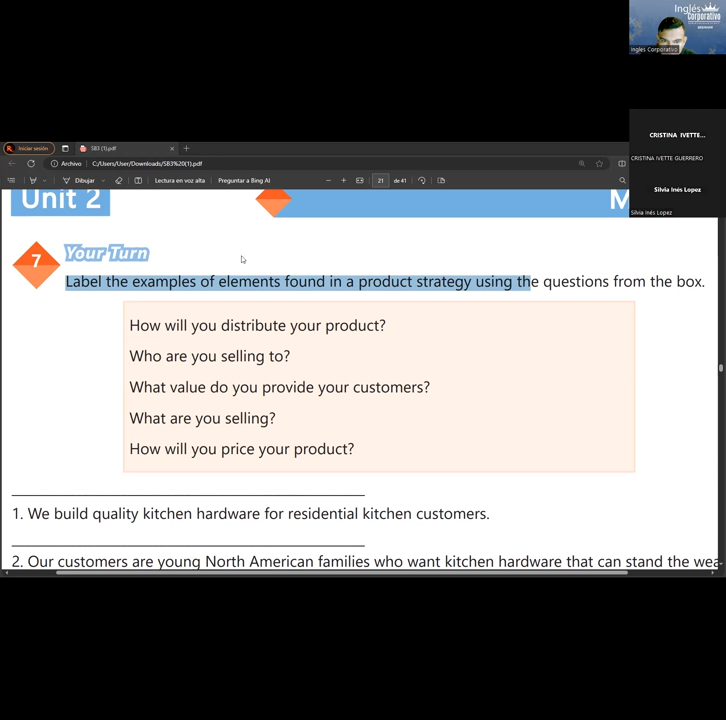 Inglés
Corporativo
Ingles Corporativo
CRISTINA IVETTE...
CRISTINA IVETTE GUERRERO
Silvia Inés Lopez
Silvia Inés Lopez
Iniciar sesión
SB3 (1).pdf
Archivo
C:/Users/User/Downloads/SB3%20(1).pdf
Dibujar
Lectura en voz alta
Preguntar a Bing AI
21
de 41
Unit 2
M
7
Your Turn
Label the examples of elements found in a product strategy using the questions from the box.
How will you distribute your product?
Who are you selling to?
What value do you provide your customers?
What are you selling?
How will you price your product?
1. We build quality kitchen hardware for residential kitchen customers.
2. Our customers are young North American families who want kitchen hardware that can stand the wea